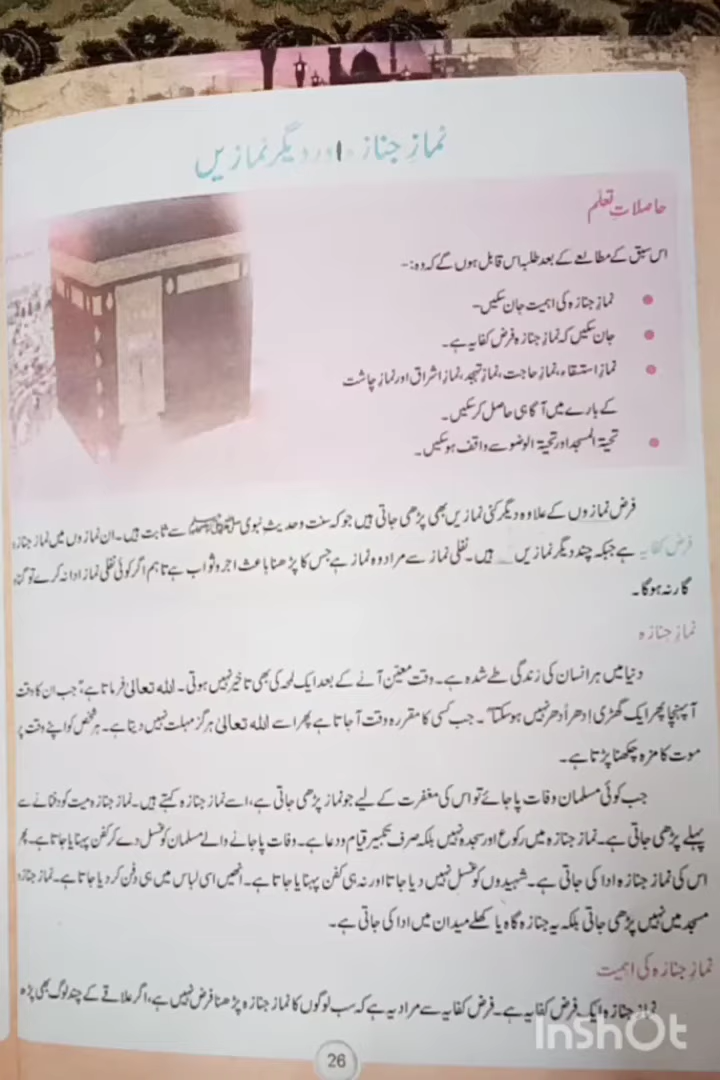 نمازِ جنازہ اور دیگر نمازیں
حاصلاتِ تعلم
اس سبق کے مطالعے کے بعد طلبہ اس قابل ہوں گے کہ وہ :-
نمازِ جنازہ کی اہمیت جان سکیں۔
جان سکیں کہ نمازِ جنازہ فرض کفایہ ہے۔
نمازِ استسقاء، نمازِ حاجت، نمازِ تہجد، نمازِ اشراق اور نمازِ چاشت
کے بارے میں آگاہی حاصل کر سکیں۔
تحیۃ المسجد اور تحیۃ الوضو سے واقف ہو سکیں۔
فرض نمازوں کے علاوہ دیگر کئی نمازیں بھی پڑھی جاتی ہیں جو کہ سنت و حدیثِ نبوی ﷺ سے ثابت ہیں۔ ان نمازوں میں نماز جنازہ
فرض کفایہ ہے جبکہ چند دیگر نمازیں ہیں۔ نفلی نماز سے مراد وہ نماز ہے جس کا پڑھنا باعث اجر و ثواب ہے تاہم اگر کوئی نفلی نماز ادا نہ کرے تو گناہ
گار نہ ہوگا۔
نمازِ جنازہ
دنیا میں ہر انسان کی زندگی طے شدہ ہے۔ وقت معیّن آنے کے بعد ایک لمحہ کی بھی تاخیر نہیں ہوتی۔ اللہ تعالیٰ فرماتا ہے،"جب ان کا وقت
آ پہنچا پھر ایک گھڑی اِدھر اُدھر نہیں ہو سکتا"۔ جب کسی کا مقررہ وقت آ جاتا ہے پھر اسے اللہ تعالیٰ ہرگز مہلت نہیں دیتا ہے۔ ہر شخص کو اپنے وقت پر
موت کا مزہ چکھنا پڑتا ہے۔
جب کوئی مسلمان وفات پا جائے تو اس کی مغفرت کے لیے جو نماز پڑھی جاتی ہے، اسے نمازِ جنازہ کہتے ہیں۔ نمازِ جنازہ میت کو دفنانے سے
پہلے پڑھی جاتی ہے۔ نمازِ جنازہ میں رکوع اور سجدہ نہیں بلکہ صرف تکبیر قیام و دعا ہے۔ وفات پا جانے والے مسلمان کو غسل دے کر کفن پہنایا جاتا ہے۔ پھر
اس کی نماز جنازہ ادا کی جاتی ہے۔ شہیدوں کو غسل نہیں دیا جاتا اور نہ ہی کفن پہنایا جاتا ہے۔ انھیں اسی لباس میں ہی دفن کر دیا جاتا ہے۔ نماز جنازہ
مسجد میں نہیں پڑھی جاتی بلکہ یہ جنازہ گاہ یا کھلے میدان میں ادا کی جاتی ہے۔
نمازِ جنازہ کی اہمیت
نمازِ جنازہ ایک فرض کفایہ ہے۔ فرض کفایہ سے مراد یہ ہے کہ سب لوگوں کا نماز جنازہ پڑھنا فرض نہیں ہے، اگر علاقے کے چند لوگ بھی پڑھ
26
InShOt